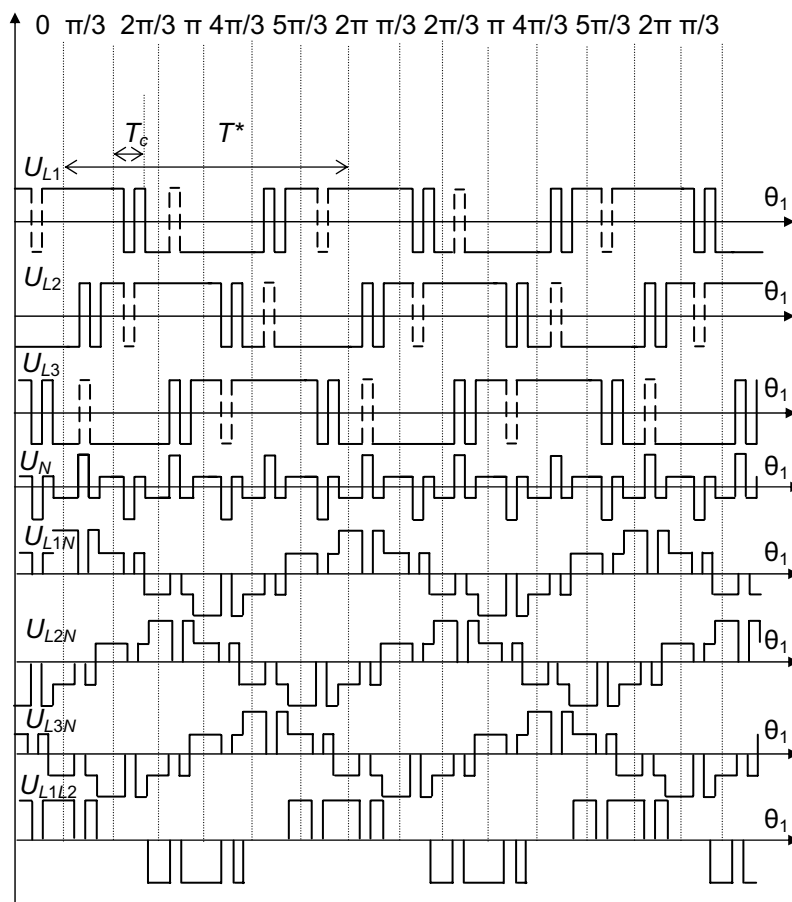 0 π/3 2π/3 π 4π/3 5π/3 2π π/3 2π/3 π 4π/3 5π/3 2π π/3
T_c T*
U_L1 θ_1
U_L2 θ_1
U_L3 θ_1
U_N θ_1
U_L1N θ_1
U_L2N θ_1
U_L3N θ_1
U_L1L2 θ_1